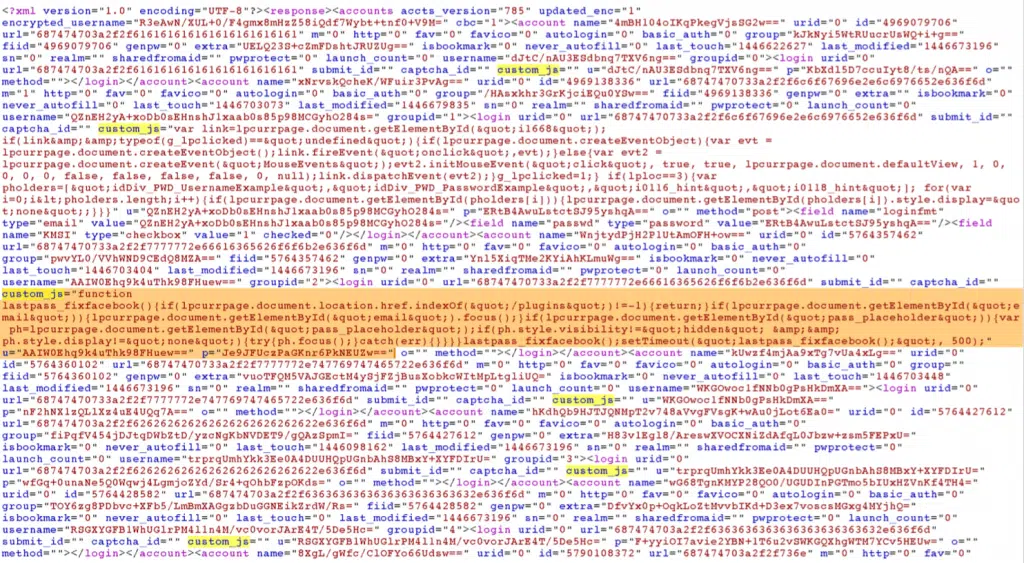 <?xml version="1.0" encoding="UTF-8"?><response><accounts accts_version="785" updated_enc="1"
encrypted_username="R3eAwN/XUL+0/F4gmx8mHzZ58iQdf7Wybt+tnf0+V9M=" cbc="1"><account name="4mBH104oIKqPkegVjsSG2w==" urid="0" id="4969079706"
url="687474703a2f2f616161616161616161616161" m="0" http="0" fav="0" favico="0" autologin="0" basic_auth="0" group="kJkNyi5WtRUucrUsWQ+i+g=="
fiid="4969079706" genpw="0" extra="UELQ23S+cZmFDshtJRUZUg==" isbookmark="0" never_autofill="0" last_touch="1446622627" last_modified="1446673196"
sn="0" realm="" sharedfromaid="" pwprotect="0" launch_count="0" username="dJtC/nAU3ESdbnq7TXV6ng==" groupid="0"><login urid="0"
url="687474703a2f2f616161616161616161616161" submit_id="" captcha_id="" custom_js="" u="dJtC/nAU3ESdbnq7TXV6ng==" p="KbXd15D7ccuIyt8/ts/nQA==" o=""
method=""></login></account><account name="xNrvskQcheK/WFuir3PvAg==" urid="0" id="4969138336" url="68747470733a2f2f6c6f67696e2e6c6976652e636f6d"
m="1" http="0" fav="0" favico="0" autologin="0" basic_auth="0" group="/HAsxkhr3GrKjciEQu0YSw==" fiid="4969138336" genpw="0" extra="" isbookmark="0"
never_autofill="0" last_touch="1446703073" last_modified="1446679835" sn="0" realm="" sharedfromaid="" pwprotect="0" launch_count="0"
username="QZnEH2yA+xoDb0sEHnshJ1xaab0s85p98MCGyhO284s=" groupid="1"><login urid="0" url="68747470733a2f2f6c6f67696e2e6c6976652e636f6d" submit_id=""
captcha_id="" custom_js="var link=lpcurrpage.document.getElementById(&quot;i1668&quot;);
if(link&amp;&amp;typeof(g_lpclicked)==&quot;undefined&quot;){if(lpcurrpage.document.createEventObject){var evt =
lpcurrpage.document.createEventObject();link.fireEvent(&quot;onclick&quot;,evt);}else{var evt2 =
lpcurrpage.document.createEvent(&quot;MouseEvents&quot;);evt2.initMouseEvent(&quot;click&quot;, true, true, lpcurrpage.document.defaultView, 1, 0,
0, 0, 0, false, false, false, false, 0, null);link.dispatchEvent(evt2);}g_lpclicked=1;} if(lploc==3){var
pholders=[&quot;idDiv_PWD_UsernameExample&quot;,&quot;idDiv_PWD_PasswordExample&quot;,&quot;i0116_hint&quot;,&quot;i0118_hint&quot;]; for(var
i=0;i&lt;pholders.length;i++){if(lpcurrpage.document.getElementById(pholders[i])){lpcurrpage.document.getElementById(pholders[i]).style.display=&quo
t;none&quot;;}}}" u="QZnEH2yA+xoDb0sEHnshJ1xaab0s85p98MCGyhO284s=" p="ERtB4AwuLstctSJ95yshqA==" o="" method="post"><field name="loginfmt"
type="email" value="QZnEH2yA+xoDb0sEHnshJ1xaab0s85p98MCGyhO284s="/><field name="passwd" type="password" value="ERtB4AwuLstctSJ95yshqA=="/><field
name="KMSI" type="checkbox" value="1" checked="0"/></login></account><account name="WnjtydPjH2P1UtAmOFH+ow==" urid="0" id="5764357462"
url="687474703a2f2f7777772e66616365626f6f6b2e636f6d" m="0" http="0" fav="0" favico="0" autologin="0" basic_auth="0"
group="pwvYL0/VVhWND9CEdQ8MZA==" fiid="5764357462" genpw="0" extra="Yn15XiqTMe2KYiAhKLmuWg==" isbookmark="0" never_autofill="0"
last_touch="1446703404" last_modified="1446673196" sn="0" realm="" sharedfromaid="" pwprotect="0" launch_count="0"
username="AAIW0Ehq9k4uThk98FHuew==" groupid="2"><login urid="0" url="687474703a2f2f7777772e66616365626f6f6b2e636f6d" submit_id="" captcha_id=""
custom_js="function
lastpass_fixfacebook(){if(lpcurrpage.document.location.href.indexOf(&quot;/plugins&quot;)!=-1){return;}if(lpcurrpage.document.getElementById(&quot;e
mail&quot;)){lpcurrpage.document.getElementById(&quot;email&quot;).focus();}if(lpcurrpage.document.getElementById(&quot;pass_placeholder&quot;)){var
ph=lpcurrpage.document.getElementById(&quot;pass_placeholder&quot;);if(ph.style.visibility!=&quot;hidden&quot; &amp;&amp;
ph.style.display!=&quot;none&quot;){try{ph.focus();}catch(err){}}}}lastpass_fixfacebook();setTimeout(&quot;lastpass_fixfacebook();&quot;, 500);"
u="AAIW0Ehq9k4uThk98FHuew==" p="Je9JFUczPaGKnr6PkNEUZw==" o="" method=""></login></account><account name="kUwzf4mjAa9xTg7vUa4xLg==" urid="0"
id="5764360102" url="687474703a2f2f7777772e747769747465722e636f6d" m="0" http="0" fav="0" favico="0" autologin="0" basic_auth="0" group=""
fiid="5764360102" genpw="0" extra="vuoTFQM5VAJGEctM4ySjFZjBusXobkoWItMpLtgliUQ=" isbookmark="0" never_autofill="0" last_touch="1446703448"
last_modified="1446673196" sn="0" realm="" sharedfromaid="" pwprotect="0" launch_count="0" username="WKGOwoc1fNNb0gPsHkDmXA=="><login urid="0"
url="687474703a2f2f7777772e747769747465722e636f6d" submit_id="" captcha_id="" custom_js="" u="WKGOwoc1fNNb0gPsHkDmXA=="
p="nF2hNX1zQL1Xz4uE4UQq7A==" o="" method=""></login></account><account name="hKdhQb9HJTJQNMpT2v748aVvgFVsgK+wAu0jLot6Ea0=" urid="0" id="5764427612"
url="687474703a2f2f626262626262626262626262622e636f6d" m="0" http="0" fav="0" favico="0" autologin="0" basic_auth="0"
group="fiPqfV454jbJtqDWbZtD/yzcNgKbNVDET9/gQAzSpmI=" fiid="5764427612" genpw="0" extra="H83vlEgl8/AreswXVOCXNiZdAfqL0Jbzw+zsm5FEPxU="
isbookmark="0" never_autofill="0" last_touch="1446098162" last_modified="1446673196" sn="0" realm="" sharedfromaid="" pwprotect="0"
launch_count="0" username="trprqUmhYkk3Ee0A4DUUHQpUGnbAhS8MBxY+XYFDIrU=" groupid="3"><login urid="0"
url="687474703a2f2f626262626262626262626262622e636f6d" submit_id="" captcha_id="" custom_js="" u="trprqUmhYkk3Ee0A4DUUHQpUGnbAhS8MBxY+XYFDIrU="
p="wfGq+0unaNe5Q0Wqwj4LgmjoZYd/Sr4+qOhbFzpOKds=" o="" method=""></login></account><account name="wG68TgnKMYP28QO0/UGUDInPGTmo5bIUxHZVnKf4TH4="
urid="0" id="5764428582" url="687474703a2f2f636363636363636363636363632e636f6d" m="0" http="0" fav="0" favico="0" autologin="0" basic_auth="0"
group="TOY6zg8PDbvc+XFb5/LmBmXAGgzbDuGGNEikZrdW/Rs=" fiid="5764428582" genpw="0" extra="DfvYx0p+OqkLoZtMvvbIKd+D3ex7voscsMGxg4MYjhQ="
isbookmark="0" never_autofill="0" last_touch="0" last_modified="1446673196" sn="0" realm="" sharedfromaid="" pwprotect="0" launch_count="0"
username="RSGXYGFB1WhUGlrPM4lln4M/vc0vorJArE4T/5De5Hc=" groupid="4"><login urid="0" url="687474703a2f2f636363636363636363636363632e636f6d"
submit_id="" captcha_id="" custom_js="" u="RSGXYGFB1WhUGlrPM4lln4M/vc0vorJArE4T/5De5Hc=" p="F+yyiOI7avie2YBN+1T6u2vSWKGQXhgWTM7YCv5HEUw=" o=""
method=""></login></account><account name="8XgL/gWfc/ClOFYo66Udsw==" urid="0" id="5790108372" url="687474703a2f2f736e" m="0" http="0" fav="0"